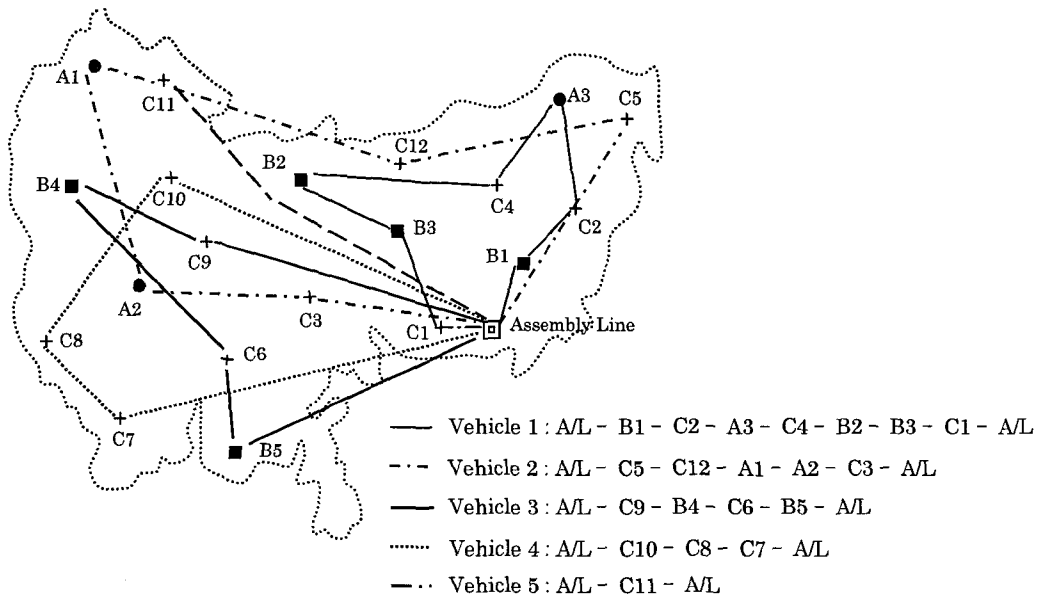 A1
C11
A3
C5
C12
B2
B4
C10
C4
C2
B3
C9
B1
A2
C3
C1
Assembly Line
C8
C6
C7
B5
Vehicle 1 : A/L - B1 - C2 - A3 - C4 - B2 - B3 - C1 - A/L
Vehicle 2 : A/L - C5 - C12 - A1 - A2 - C3 - A/L
Vehicle 3 : A/L - C9 - B4 - C6 - B5 - A/L
Vehicle 4 : A/L - C10 - C8 - C7 - A/L
Vehicle 5 : A/L - C11 - A/L